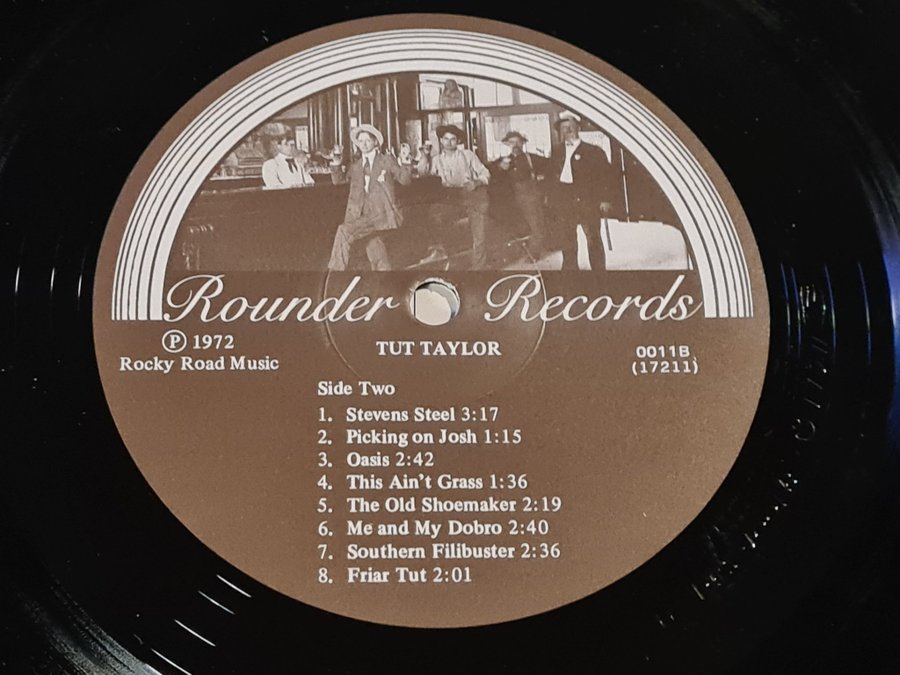 Rounder Records
Ⓟ 1972
Rocky Road Music
TUT TAYLOR
0011B
(17211)
Side Two
1. Stevens Steel 3:17
2. Picking on Josh 1:15
3. Oasis 2:42
4. This Ain't Grass 1:36
5. The Old Shoemaker 2:19
6. Me and My Dobro 2:40
7. Southern Filibuster 2:36
8. Friar Tut 2:01